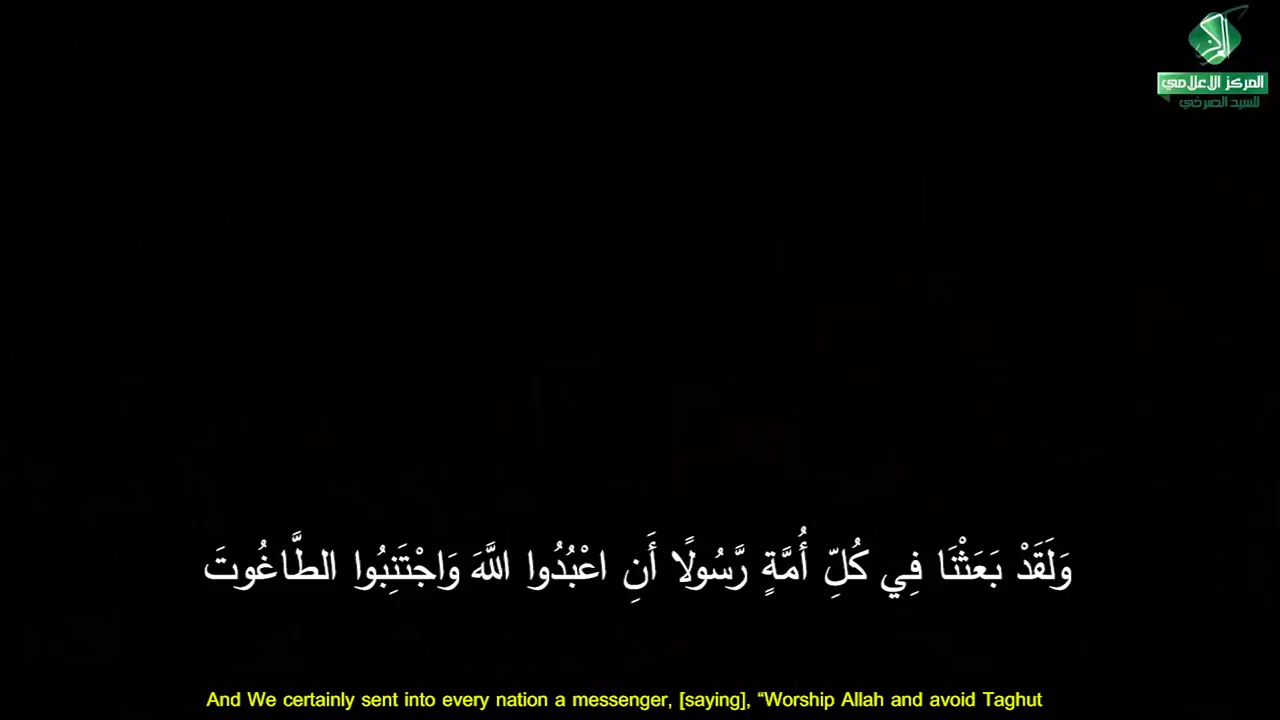 المركز الاعلامي
للسيد الصرخي
وَلَقَدْ بَعَثْنَا فِي كُلِّ أُمَّةٍ رَّسُولًا أَنِ اعْبُدُوا اللَّهَ وَاجْتَنِبُوا الطَّاغُوتَ
And We certainly sent into every nation a messenger, [saying], “Worship Allah and avoid Taghut